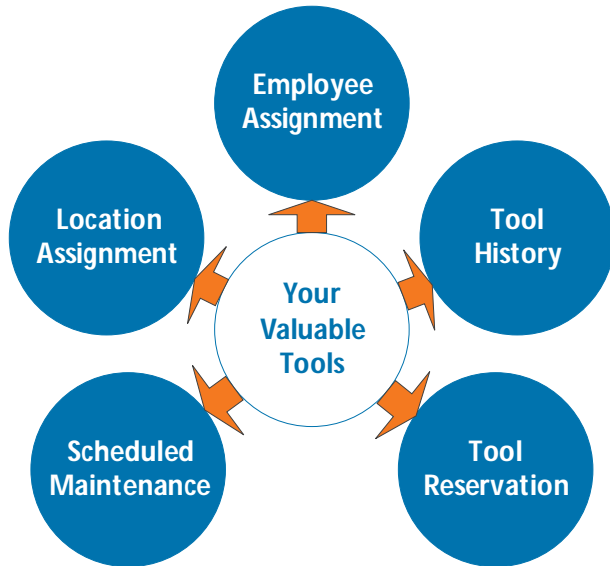 Employee
Assignment
Location
Assignment
Tool
History
Your
Valuable
Tools
Scheduled
Maintenance
Tool
Reservation